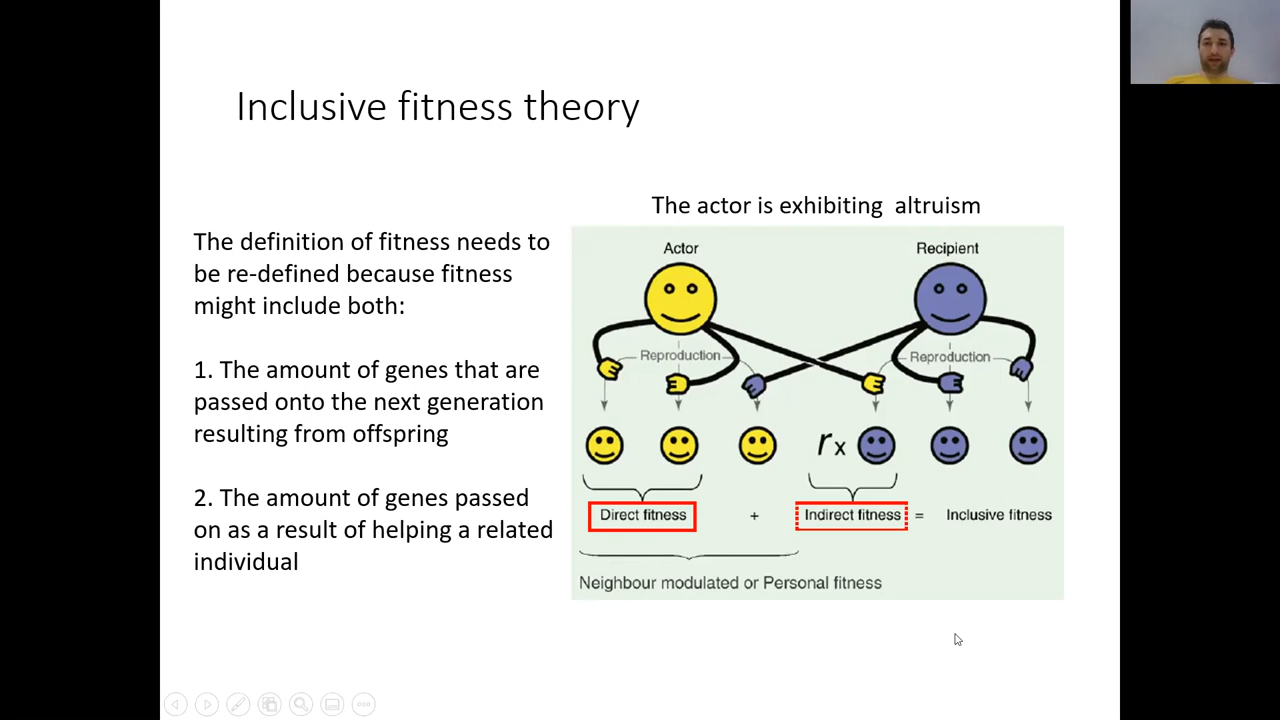 Inclusive fitness theory
The actor is exhibiting altruism
The definition of fitness needs to
be re-defined because fitness
might include both:
1. The amount of genes that are
passed onto the next generation
resulting from offspring
2. The amount of genes passed
on as a result of helping a related
individual
Actor
Recipient
Reproduction
Reproduction
r x
Direct fitness + Indirect fitness = Inclusive fitness
Neighbour modulated or Personal fitness